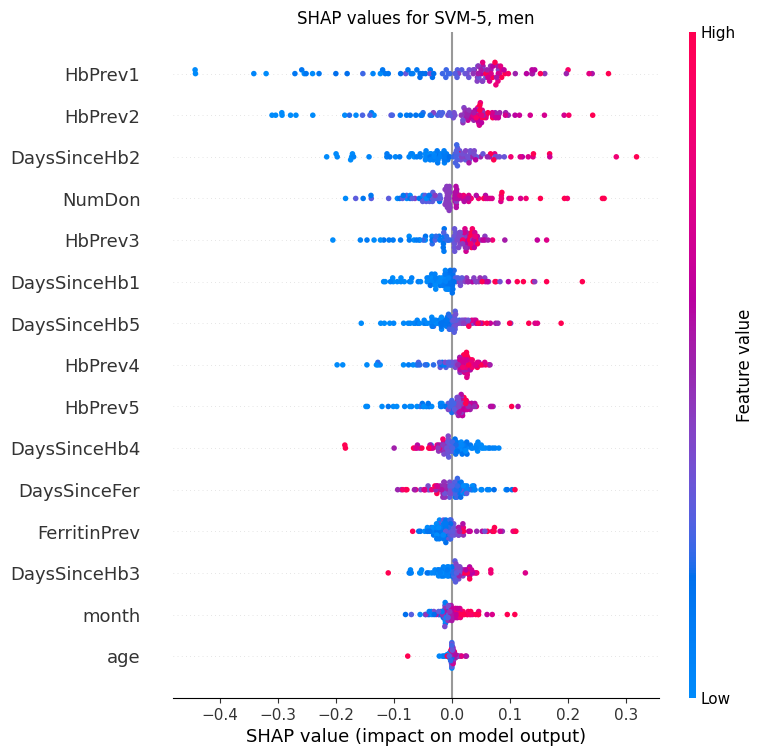 SHAP values for SVM-5, men
High
HbPrev1
HbPrev2
DaysSinceHb2
NumDon
HbPrev3
DaysSinceHb1
DaysSinceHb5
HbPrev4
HbPrev5
DaysSinceHb4
DaysSinceFer
FerritinPrev
DaysSinceHb3
month
age
Feature value
Low
−0.4 −0.3 −0.2 −0.1 0.0 0.1 0.2 0.3
SHAP value (impact on model output)